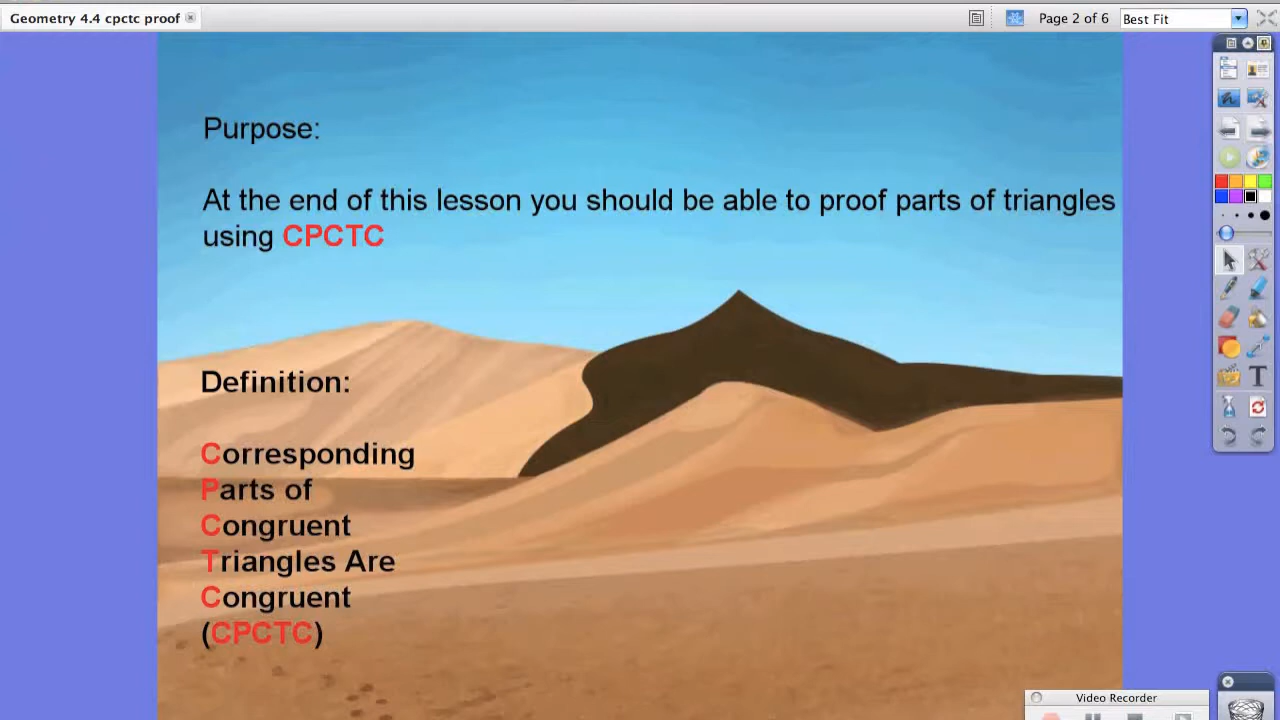 Geometry 4.4 cpctc proof
Page 2 of 6
Best Fit
Purpose:
At the end of this lesson you should be able to proof parts of triangles
using CPCTC
Definition:
Corresponding
Parts of
Congruent
Triangles Are
Congruent
(CPCTC)
T
Video Recorder